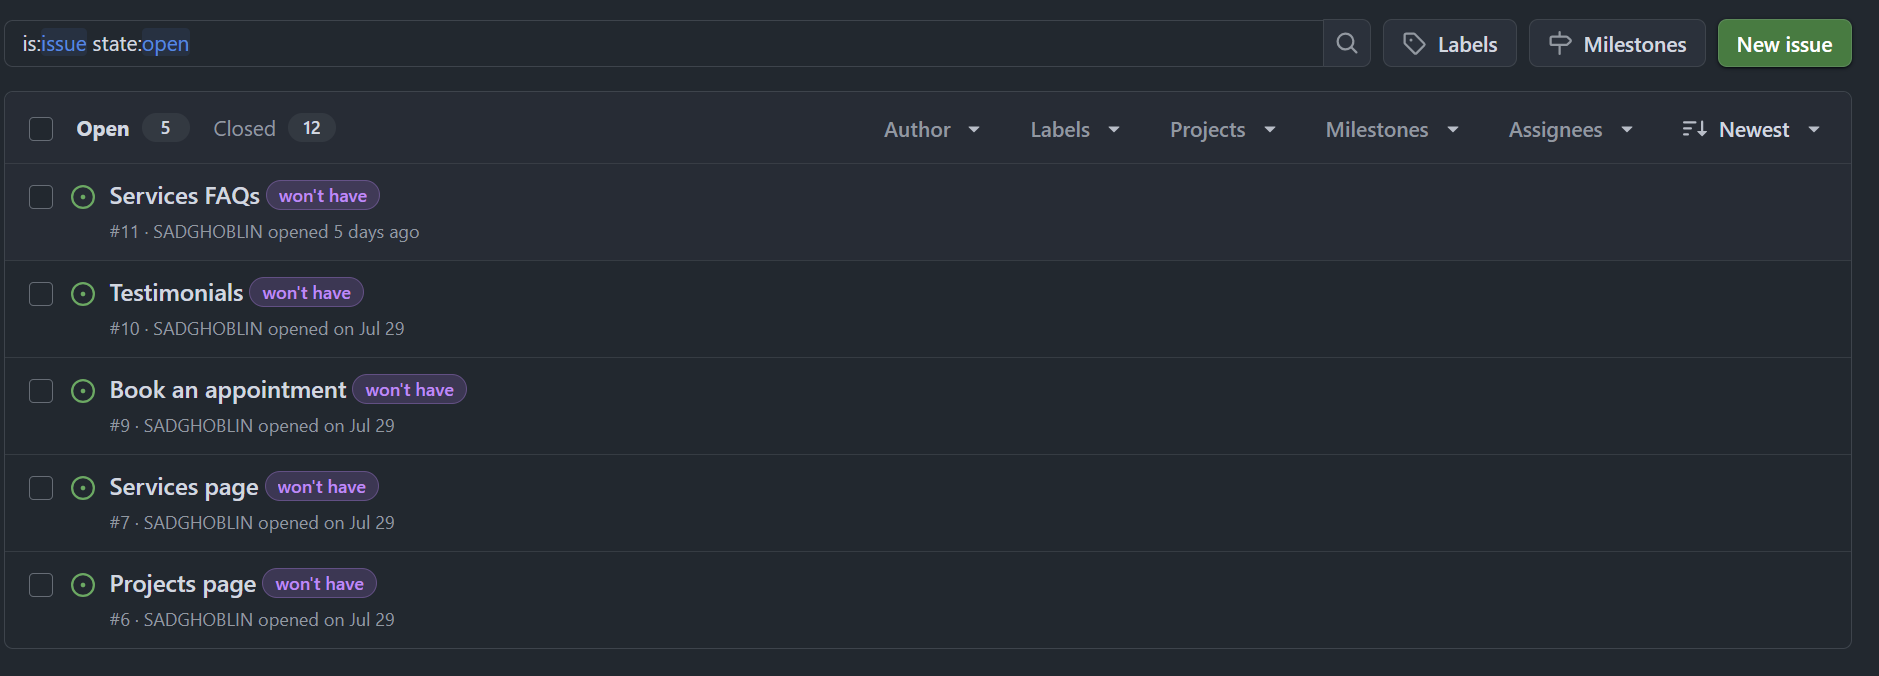 is:issue state:open
Labels
Milestones
New issue
Open 5 Closed 12
Author Labels Projects Milestones Assignees Newest
Services FAQs won't have
#11 · SADGHOBLIN opened 5 days ago
Testimonials won't have
#10 · SADGHOBLIN opened on Jul 29
Book an appointment won't have
#9 · SADGHOBLIN opened on Jul 29
Services page won't have
#7 · SADGHOBLIN opened on Jul 29
Projects page won't have
#6 · SADGHOBLIN opened on Jul 29